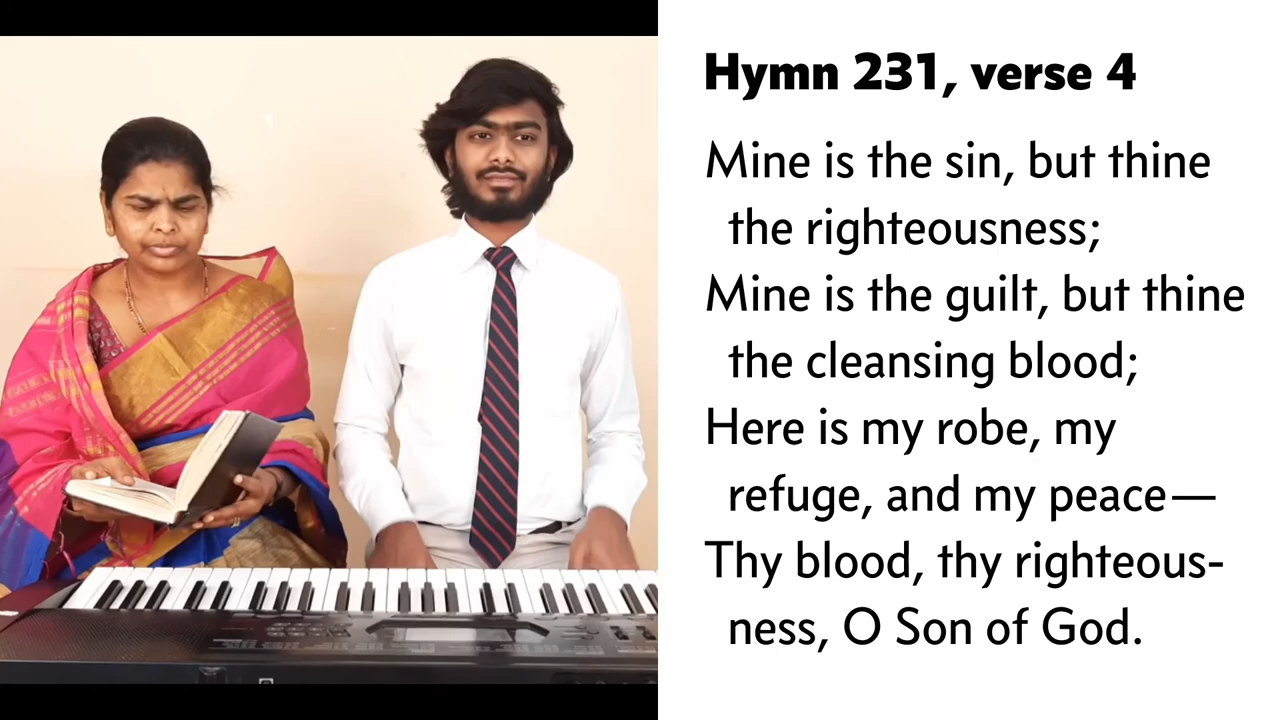 Hymn 231, verse 4
Mine is the sin, but thine
the righteousness;
Mine is the guilt, but thine
the cleansing blood;
Here is my robe, my
refuge, and my peace—
Thy blood, thy righteous-
ness, O Son of God.